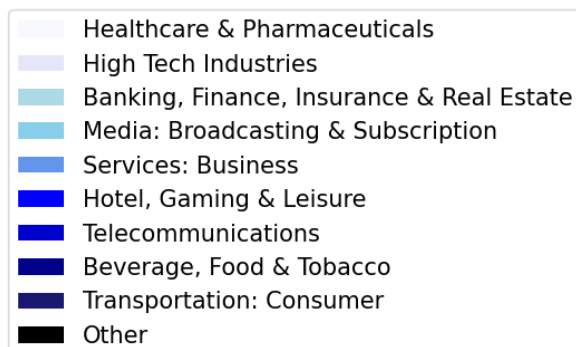 Healthcare & Pharmaceuticals
High Tech Industries
Banking, Finance, Insurance & Real Estate
Media: Broadcasting & Subscription
Services: Business
Hotel, Gaming & Leisure
Telecommunications
Beverage, Food & Tobacco
Transportation: Consumer
Other